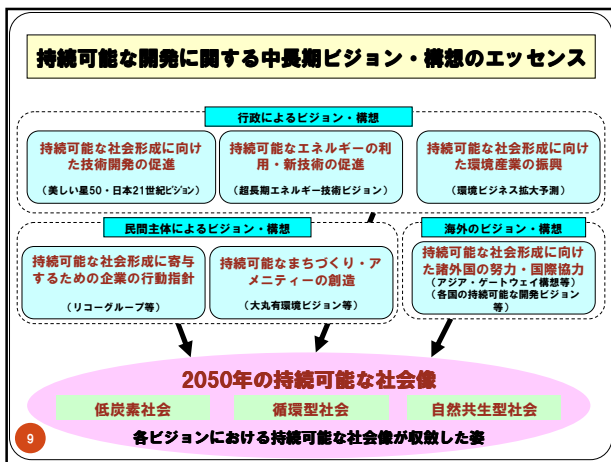 持続可能な開発に関する中長期ビジョン・構想のエッセンス
行政によるビジョン・構想
持続可能な社会形成に向け
た技術開発の促進
(美しい星50・日本21世紀ビジョン)
持続可能なエネルギーの利
用・新技術の促進
(超長期エネルギー技術ビジョン)
持続可能な社会形成に向け
た環境産業の振興
(環境ビジネス拡大予測)
民間主体によるビジョン・構想
持続可能な社会形成に寄与
するための企業の行動指針
(リコーグループ等)
持続可能なまちづくり・ア
メニティーの創造
(大丸有環境ビジョン等)
海外のビジョン・構想
持続可能な社会形成に向け
た諸外国の努力・国際協力
(アジア・ゲートウェイ構想等)
(各国の持続可能な開発ビジョン
等)
2050年の持続可能な社会像
低炭素社会
循環型社会
自然共生型社会
各ビジョンにおける持続可能な社会像が収斂した姿
9